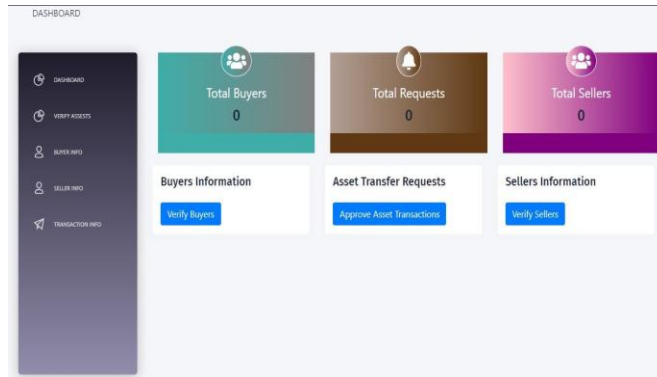 DASHBOARD
DASHBOARD
VERIFY ASSESTS
BUYER INFO
SELLER INFO
TRANSACTION INFO
Total Buyers
0
Total Requests
0
Total Sellers
0
Buyers Information
Verify Buyers
Asset Transfer Requests
Approve Asset Transactions
Sellers Information
Verify Sellers